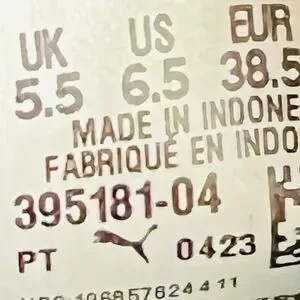 UK US EUR
5.5 6.5 38.5
MADE IN INDONE
FABRIQUÉ EN INDO
395181-04
PT 0423